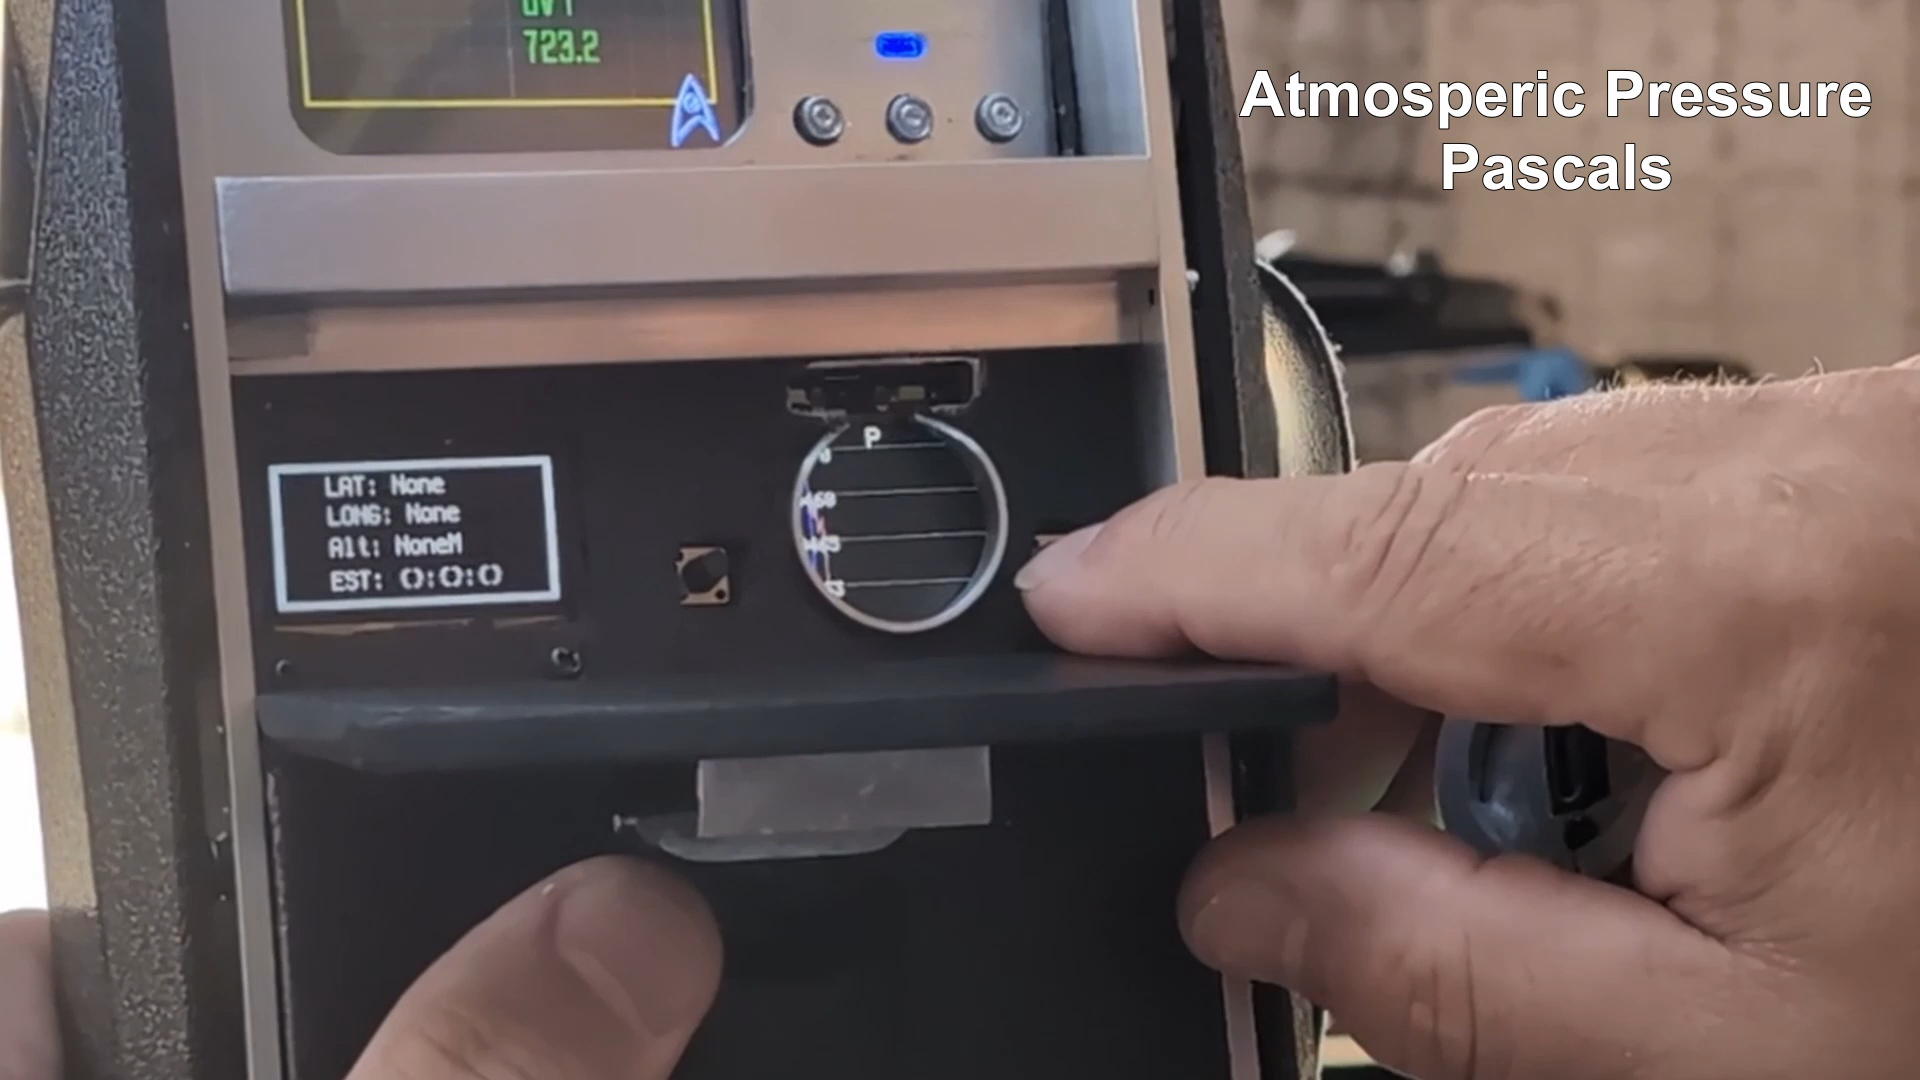 723.2
Atmosperic Pressure
Pascals
P
LAT: None
LONG: None
Alt: NoneM
EST: 0:0:0